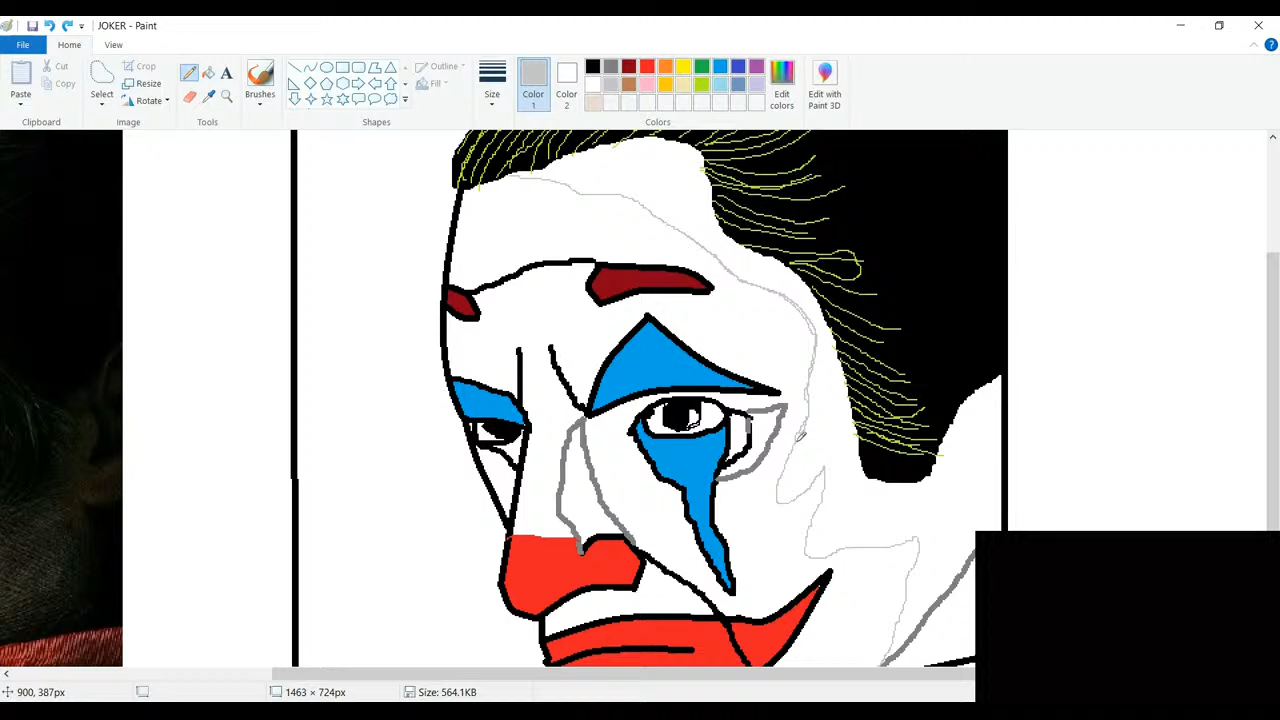 JOKER - Paint
File Home View
Paste
Cut
Copy
Clipboard
Select
Crop
Resize
Rotate
Image
A
Tools
Brushes
Outline
Fill
Shapes
Size
Color
1
Color
2
Edit
colors
Edit with
Paint 3D
Colors
900, 387px
1463 × 724px
Size: 564.1KB